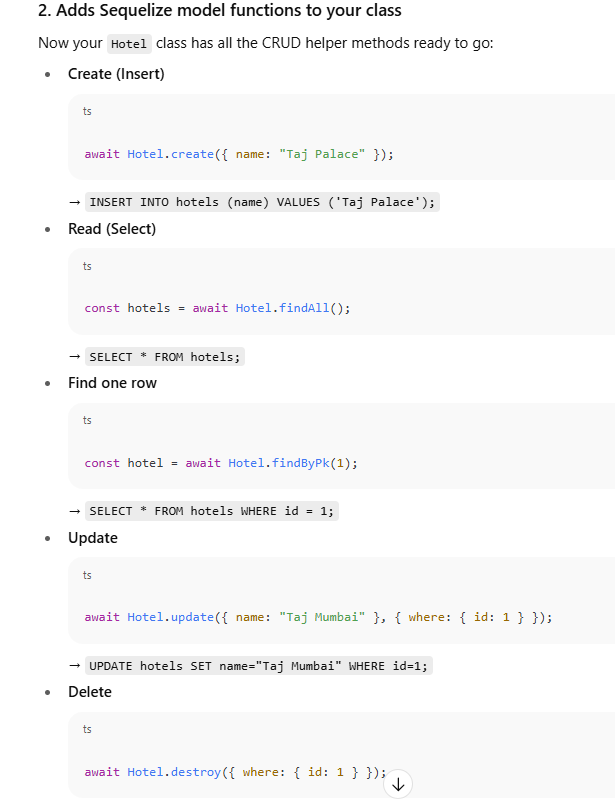 2. Adds Sequelize model functions to your class
Now your Hotel class has all the CRUD helper methods ready to go:
• Create (Insert)
ts
await Hotel.create({ name: "Taj Palace" });
→ INSERT INTO hotels (name) VALUES ('Taj Palace');
• Read (Select)
ts
const hotels = await Hotel.findAll();
→ SELECT * FROM hotels;
• Find one row
ts
const hotel = await Hotel.findByPk(1);
→ SELECT * FROM hotels WHERE id = 1;
• Update
ts
await Hotel.update({ name: "Taj Mumbai" }, { where: { id: 1 } });
→ UPDATE hotels SET name="Taj Mumbai" WHERE id=1;
• Delete
ts
await Hotel.destroy({ where: { id: 1 } });